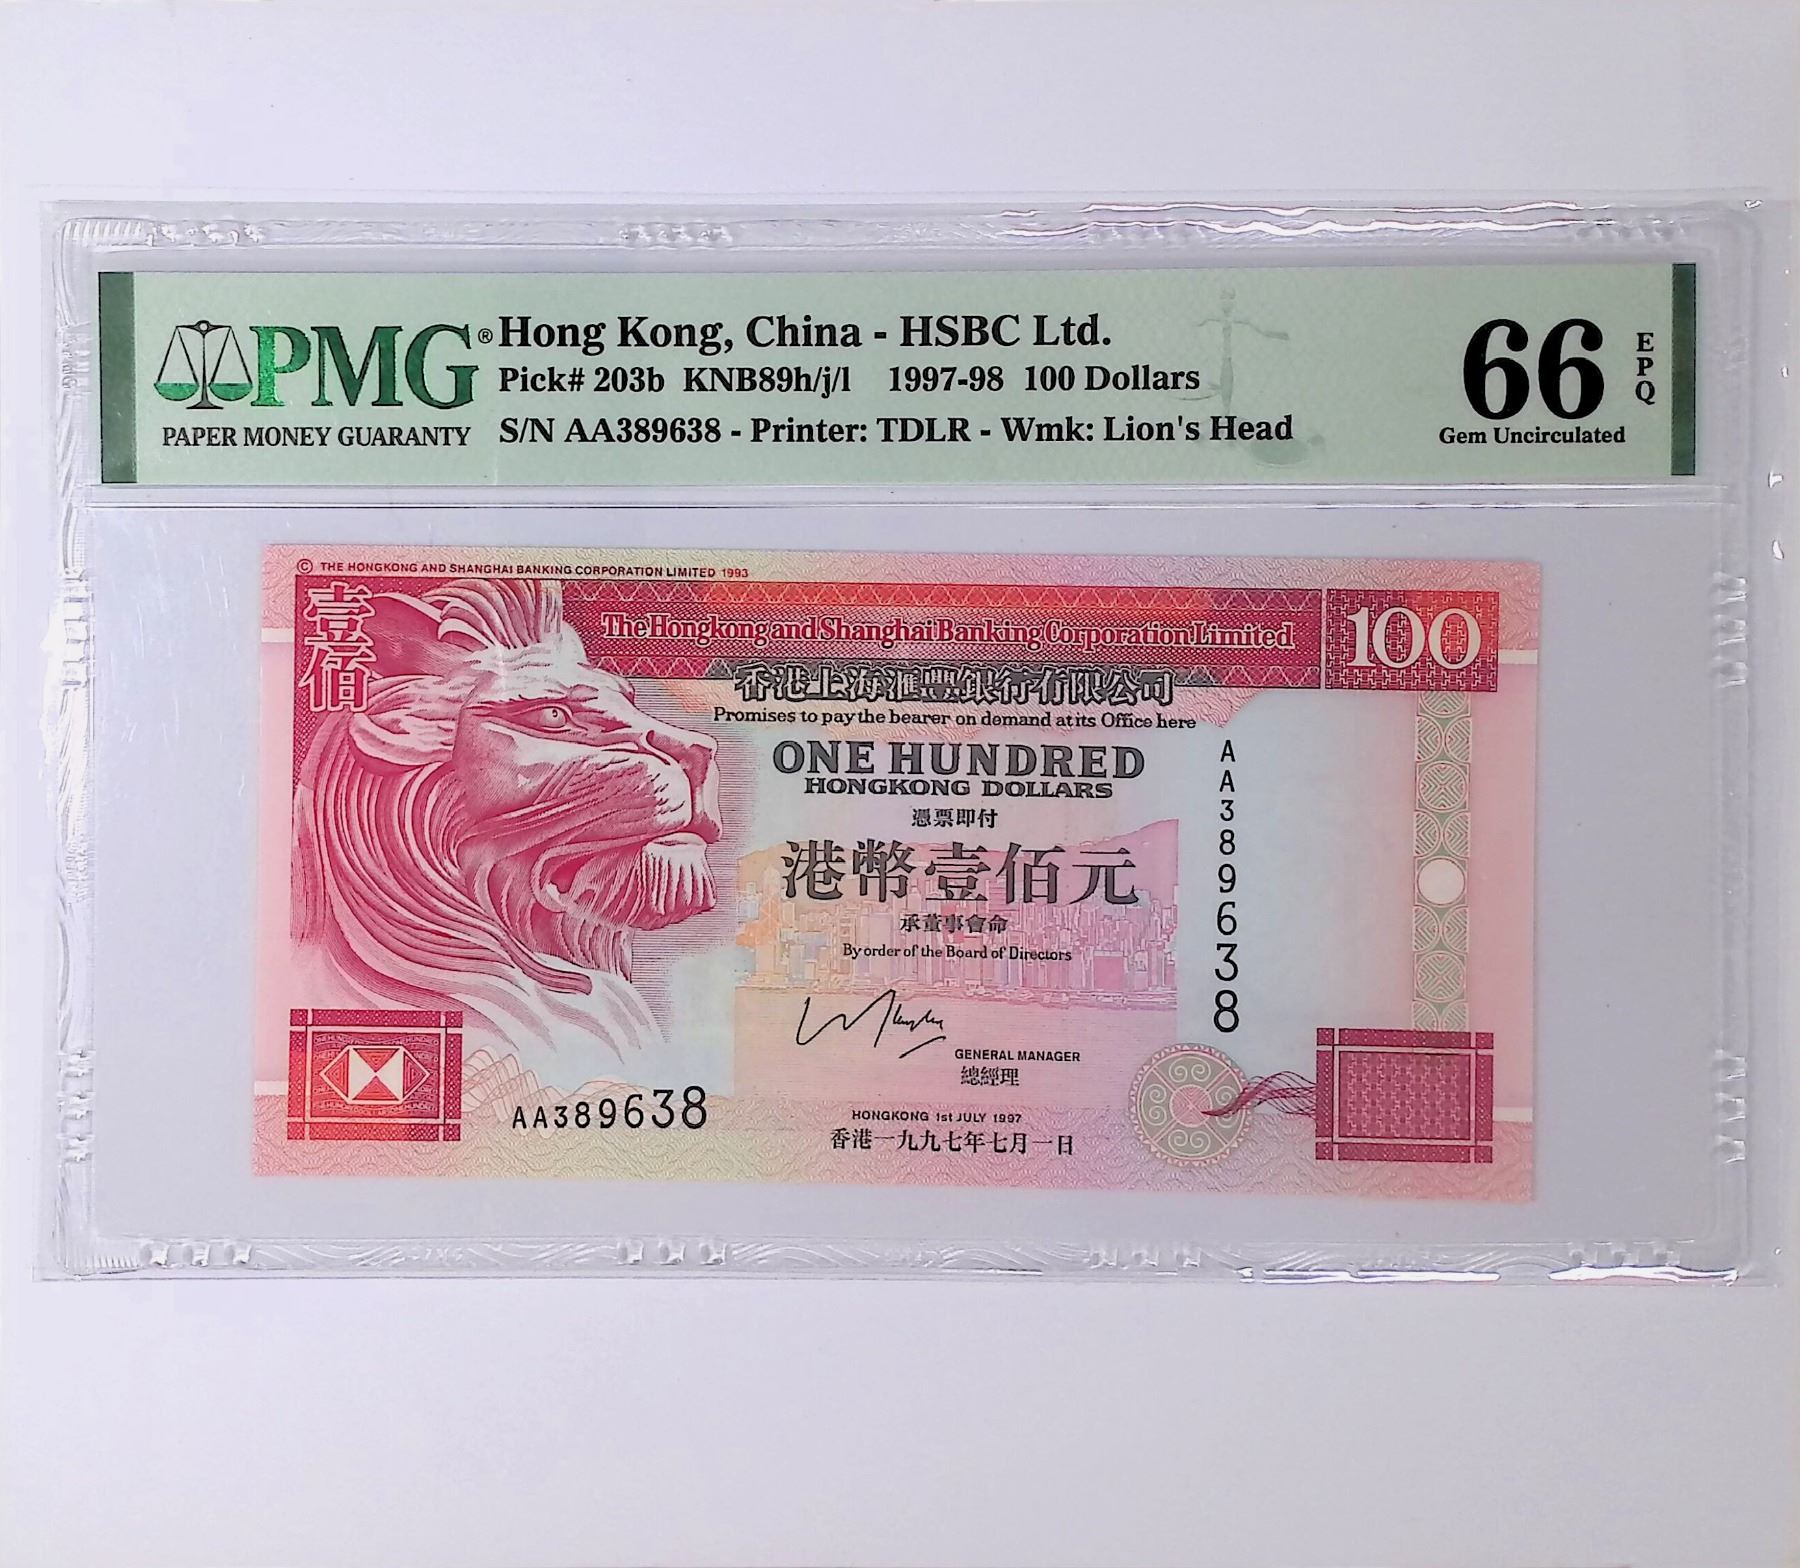 PMG®
PAPER MONEY GUARANTY
Hong Kong, China - HSBC Ltd.
Pick# 203b KNB89h/j/l 1997-98 100 Dollars
S/N AA389638 - Printer: TDLR - Wmk: Lion's Head
66
EPQ
Gem Uncirculated
© THE HONGKONG AND SHANGHAI BANKING CORPORATION LIMITED 1993
壹佰
The Hongkong and Shanghai Banking Corporation Limited
100
香港上海滙豐銀行有限公司
Promises to pay the bearer on demand at its Office here
ONE HUNDRED
HONGKONG DOLLARS
憑票即付
港幣壹佰元
承董事會命
By order of the Board of Directors
AA389638
GENERAL MANAGER
總經理
AA389638
HONGKONG 1st JULY 1997
香港一九九七年七月一日